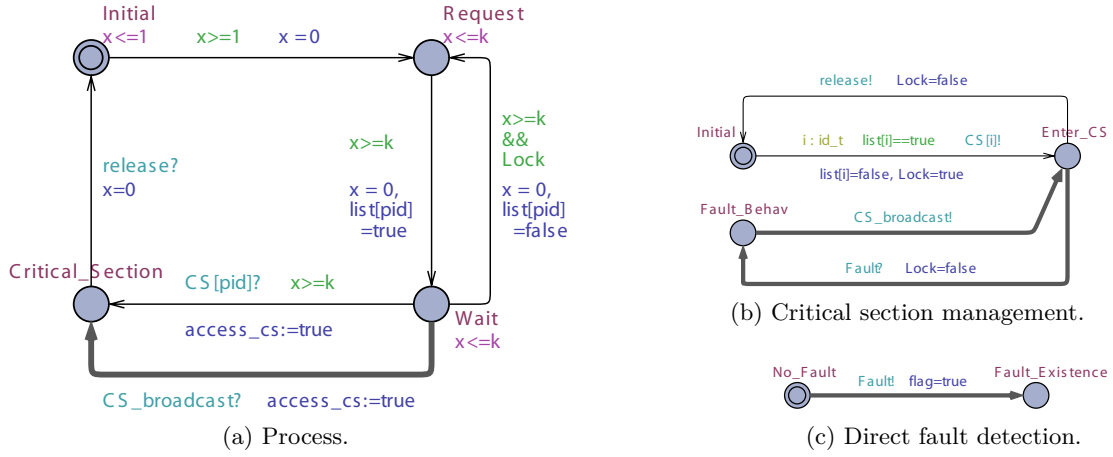 Initial
x<=1 x>=1 x =0
Request
x<=k
x>=k
&&
Lock
x>=k
release?
x=0
x = 0,
list[pid]
=true
x = 0,
list[pid]
=false
Critical_Section
CS[pid]? x>=k
access_cs:=true
Wait
x<=k
CS_broadcast? access_cs:=true
(a) Process.
release! Lock=false
Initial
i : id_t list[i]==true CS[i]!
Enter_CS
list[i]=false, Lock=true
Fault_Behav
CS_broadcast!
Fault? Lock=false
(b) Critical section management.
No_Fault
Fault! flag=true
Fault_Existence
(c) Direct fault detection.